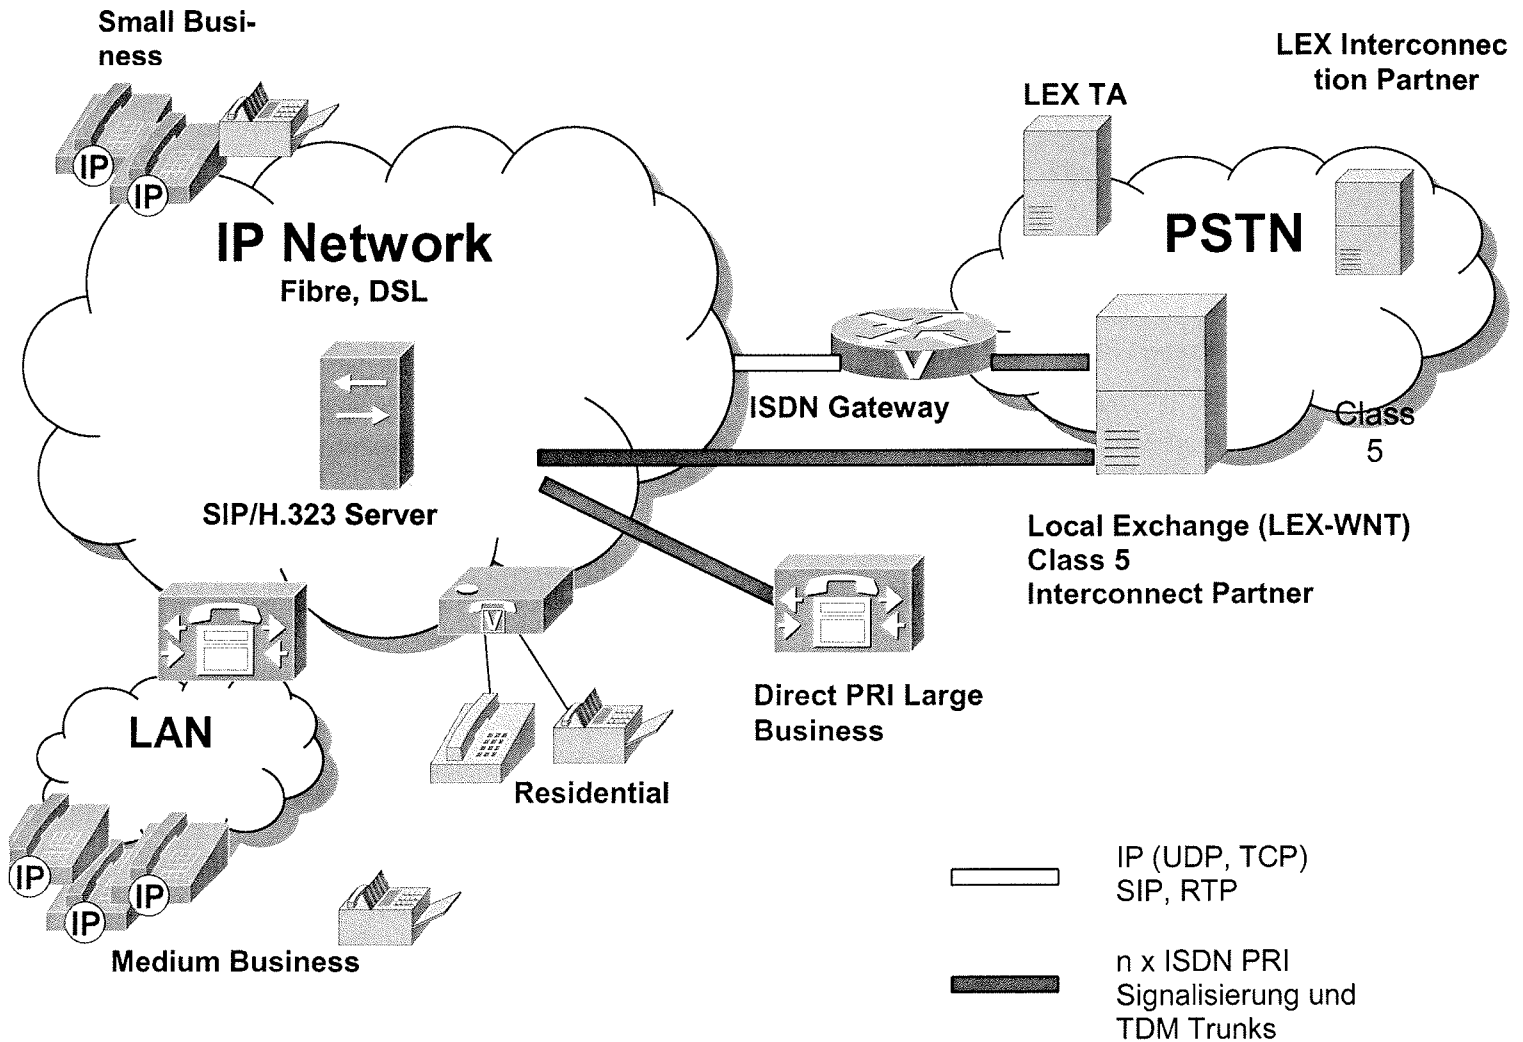 Small Busi-
ness
LEX Interconnec
tion Partner
LEX TA
IP
IP
IP Network
Fibre, DSL
PSTN
V
ISDN Gateway
Class
5
SIP/H.323 Server
Local Exchange (LEX-WNT)
Class 5
Interconnect Partner
V
Direct PRI Large
Business
LAN
Residential
IP
IP
IP
Medium Business
IP (UDP, TCP)
SIP, RTP
n x ISDN PRI
Signalisierung und
TDM Trunks